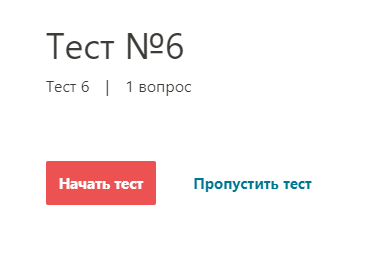 Тест №6
Тест 6 | 1 вопрос
Начать тест Пропустить тест